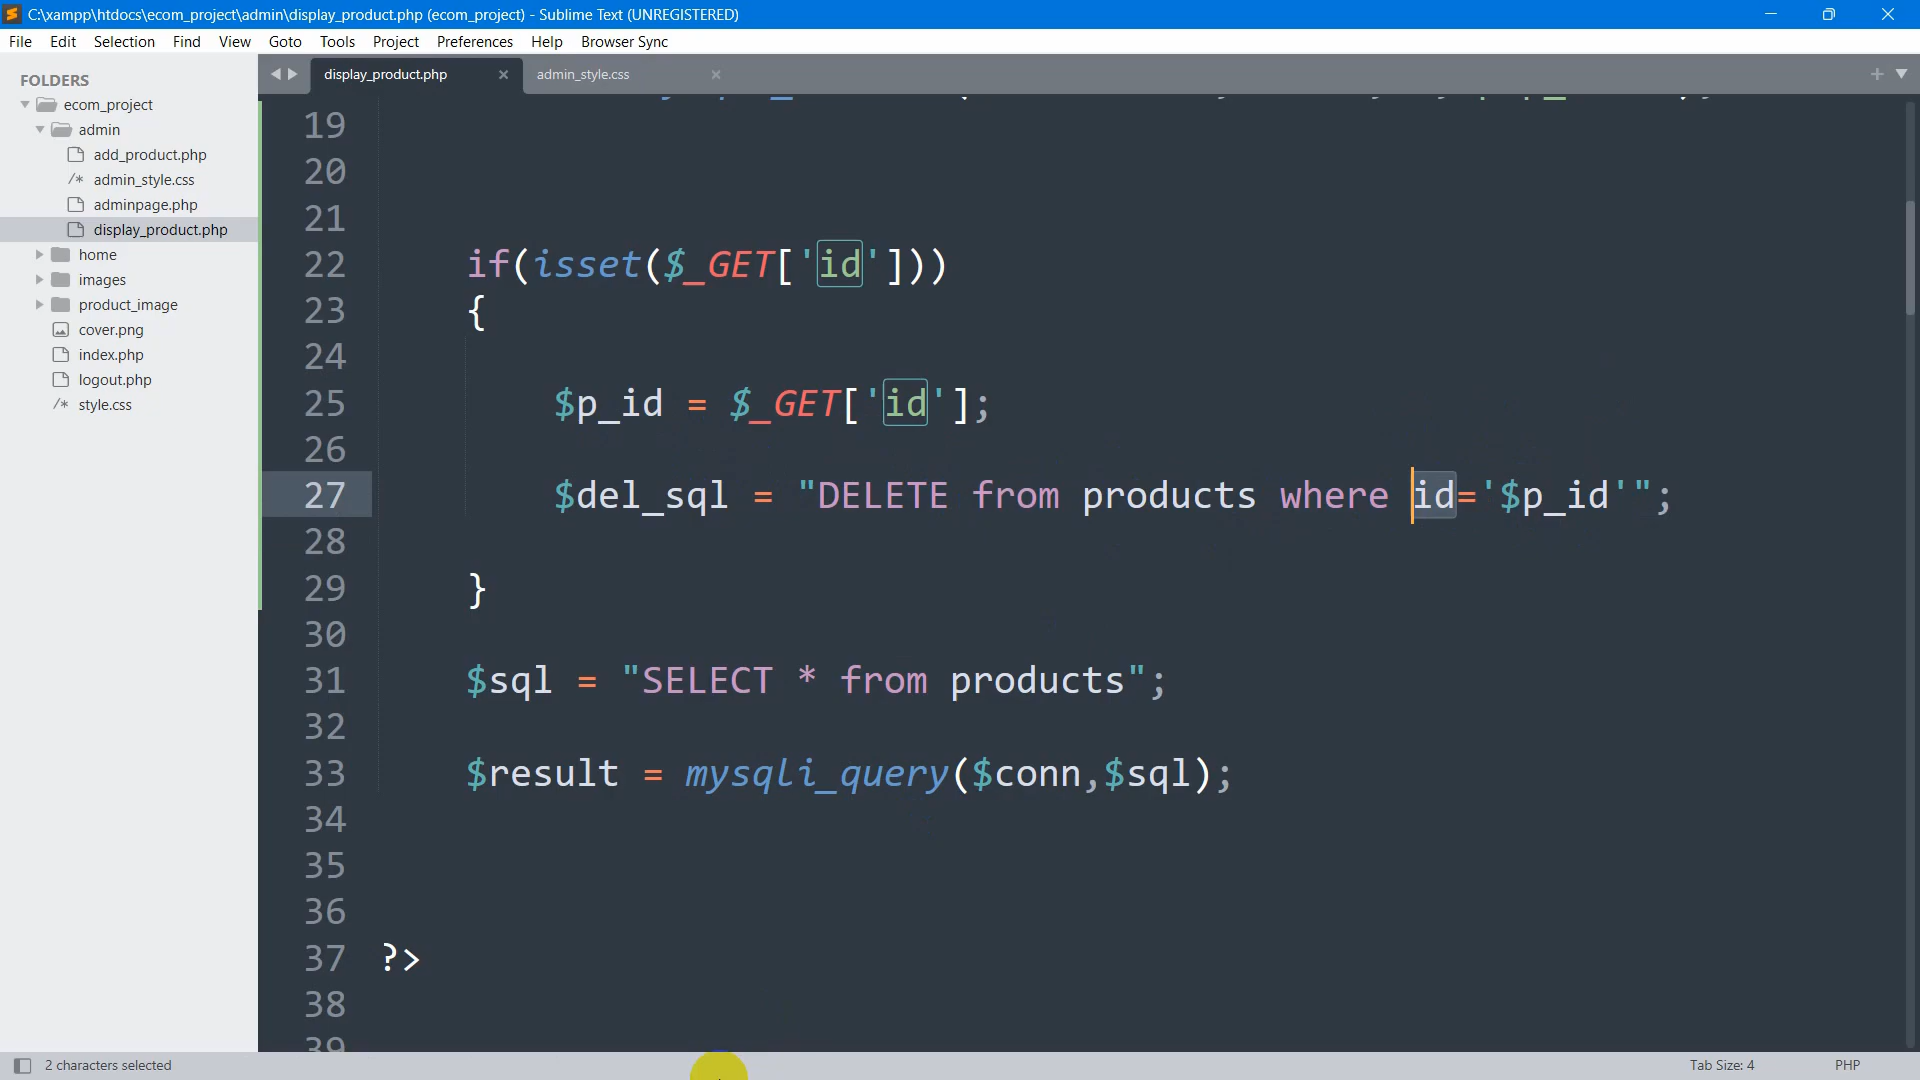 C:\xampp\htdocs\ecom_project\admin\display_product.php (ecom_project) - Sublime Text (UNREGISTERED)
File Edit Selection Find View Goto Tools Project Preferences Help Browser Sync
FOLDERS
ecom_project
admin
add_product.php
/* admin_style.css
adminpage.php
display_product.php
home
images
product_image
cover.png
index.php
logout.php
/* style.css
display_product.php × admin_style.css ×
19
20
21
22 if(isset($_GET['id']))
23 {
24
25 $p_id = $_GET['id'];
26
27 $del_sql = "DELETE from products where id='$p_id'";
28
29 }
30
31 $sql = "SELECT * from products";
32
33 $result = mysqli_query($conn,$sql);
34
35
36
37 ?>
38
39
2 characters selected
Tab Size: 4 PHP